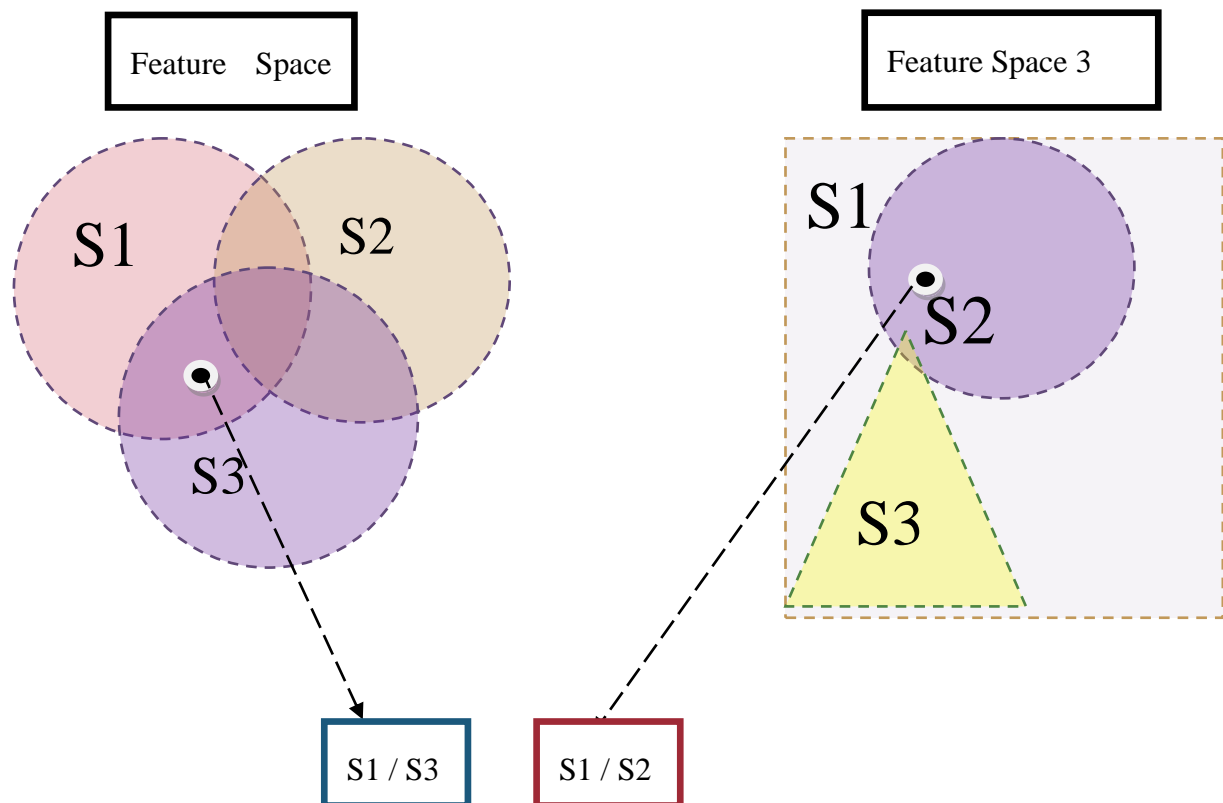 Feature Space
Feature Space 3
S1
S2
S3
S1
S2
S3
S1 / S3
S1 / S2